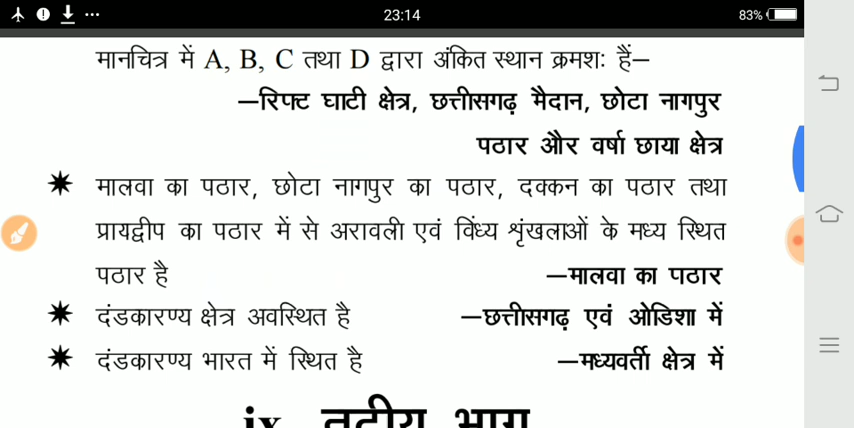 23:14
83%
मानचित्र में A, B, C तथा D द्वारा अंकित स्थान क्रमश: हैं—
—रिफ्ट घाटी क्षेत्र, छत्तीसगढ़ मैदान, छोटा नागपुर
पठार और वर्षा छाया क्षेत्र
✷ मालवा का पठार, छोटा नागपुर का पठार, दक्कन का पठार तथा
प्रायद्वीप का पठार में से अरावली एवं विंध्य शृंखलाओं के मध्य स्थित
पठार है —मालवा का पठार
✷ दंडकारण्य क्षेत्र अवस्थित है —छत्तीसगढ़ एवं ओडिशा में
✷ दंडकारण्य भारत में स्थित है —मध्यवर्ती क्षेत्र में
ix तटीय भाग